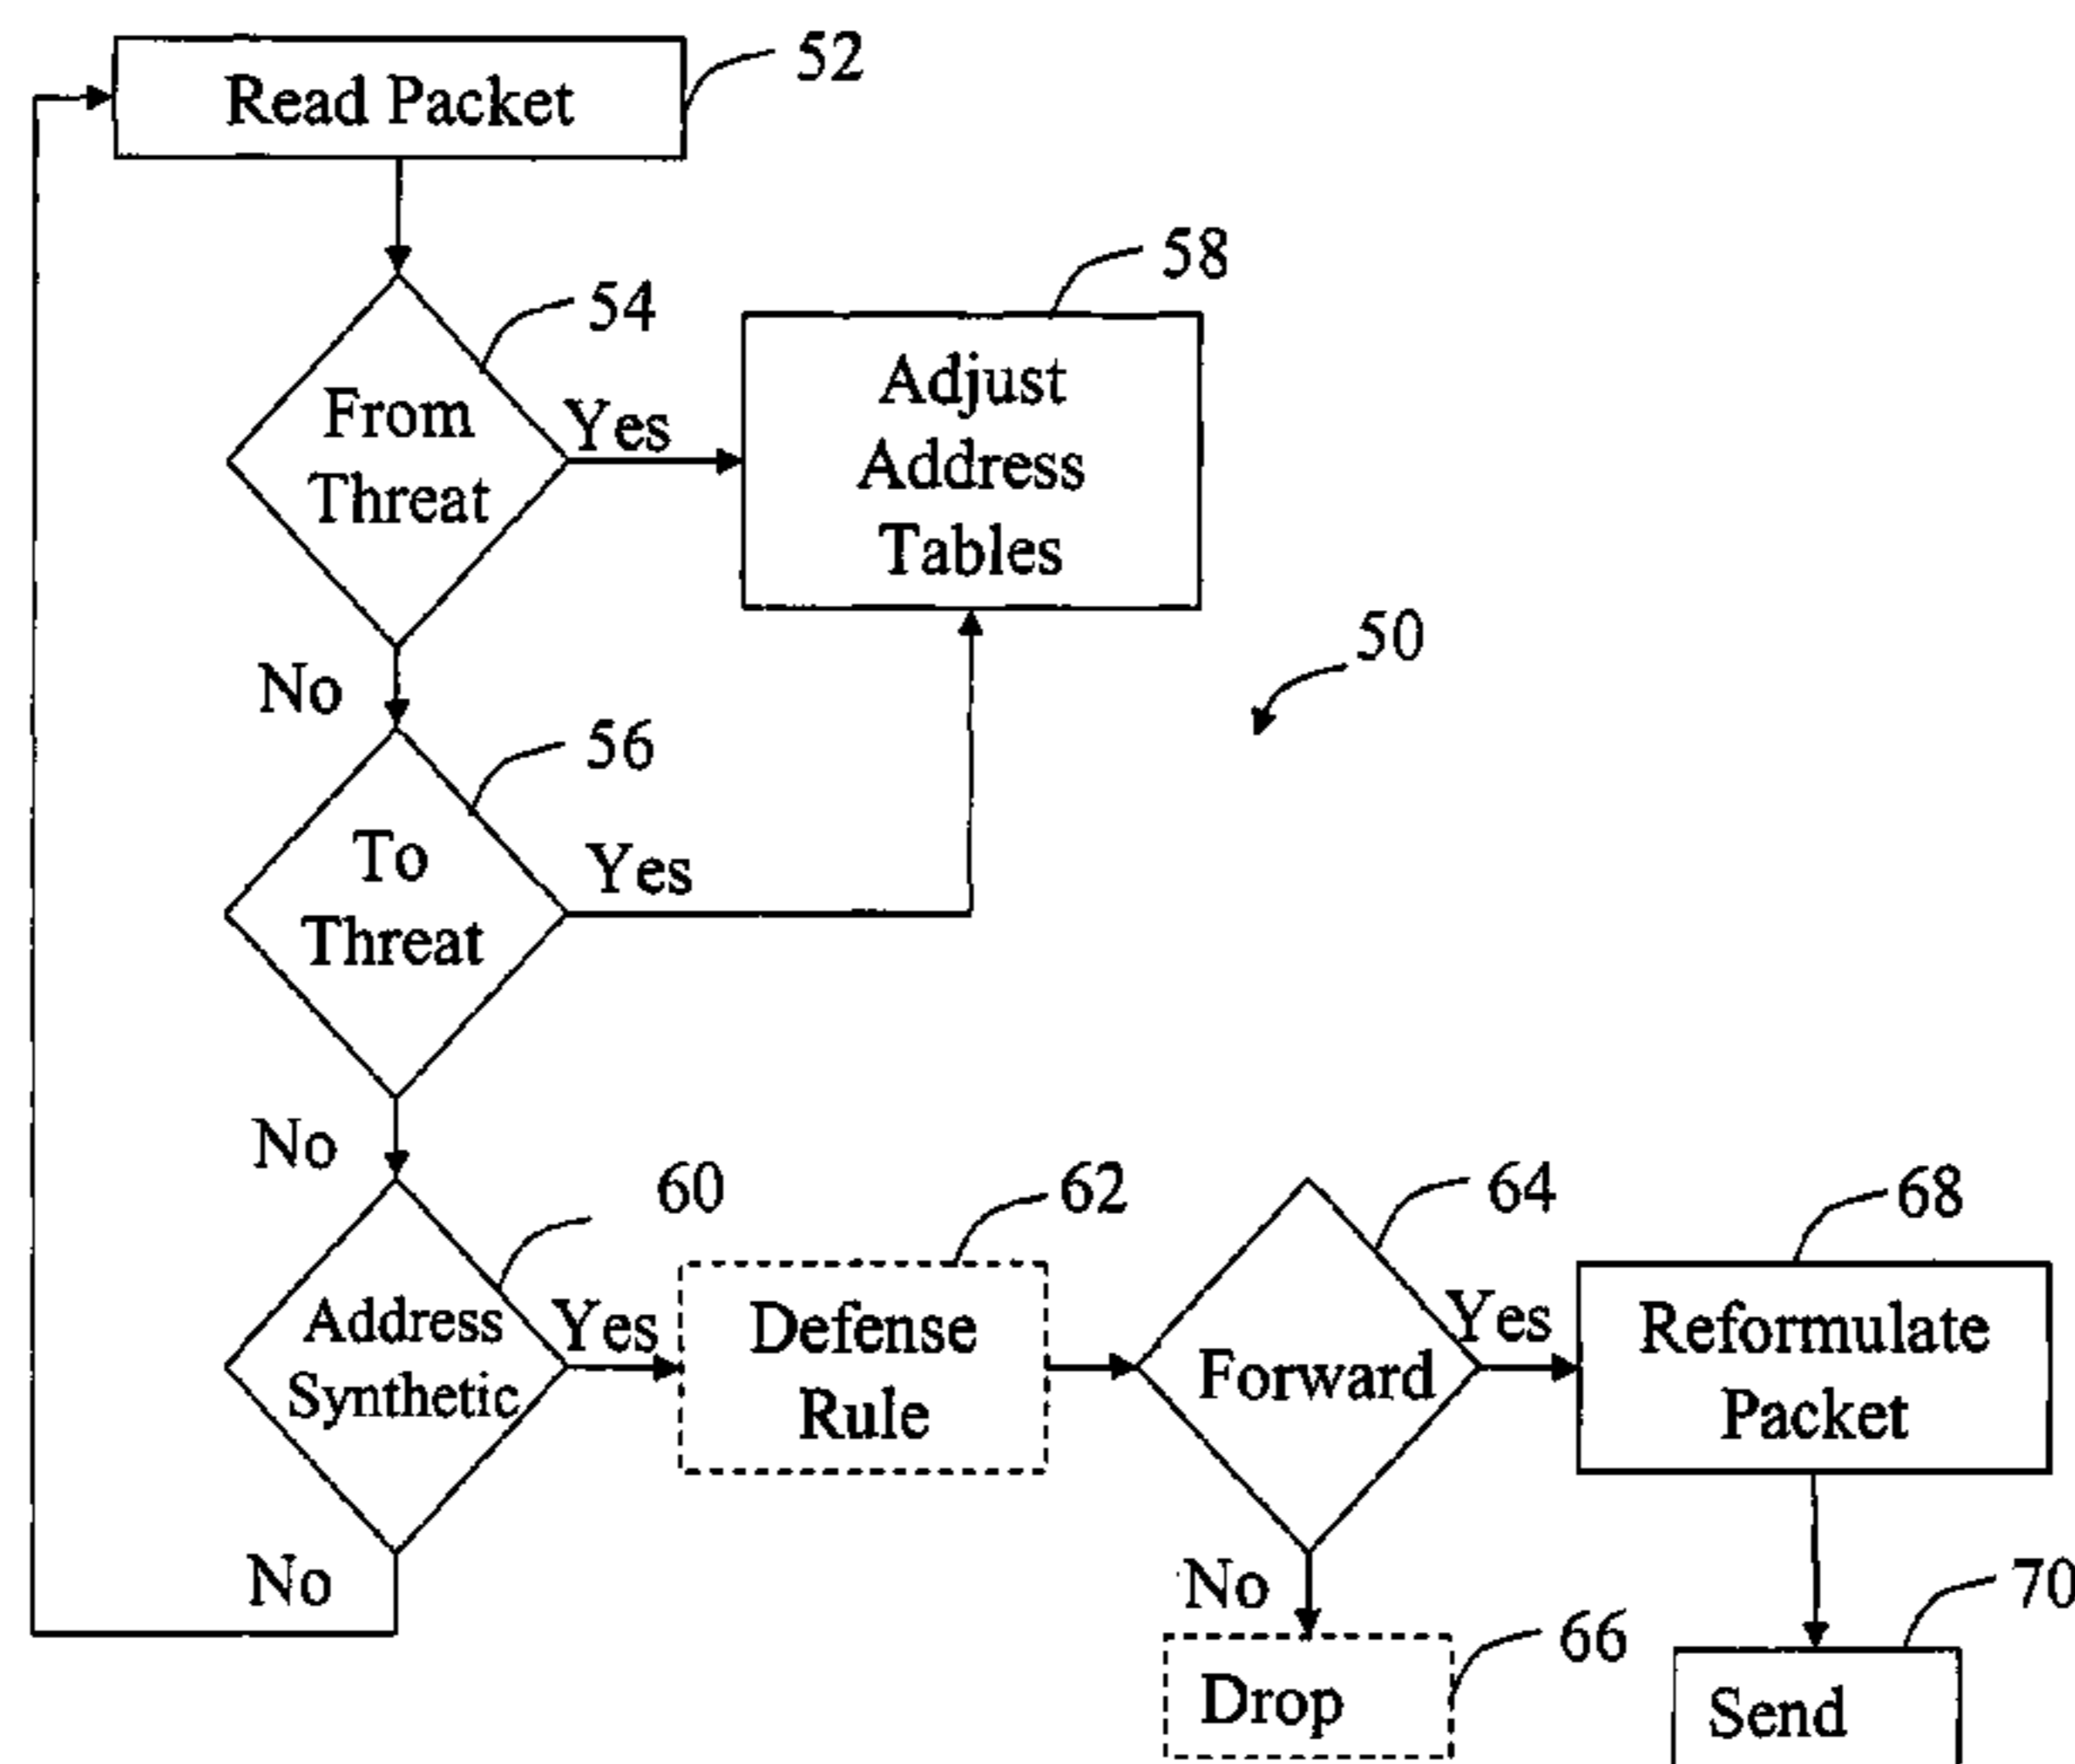 52
Read Packet
58
54
Adjust
Address
Tables
From
Threat
Yes
50
No
56
To
Threat
Yes
No
60
62
64
68
Address
Synthetic
Yes
Defense
Rule
Forward
Yes
Reformulate
Packet
No
No
70
66
Drop
Send